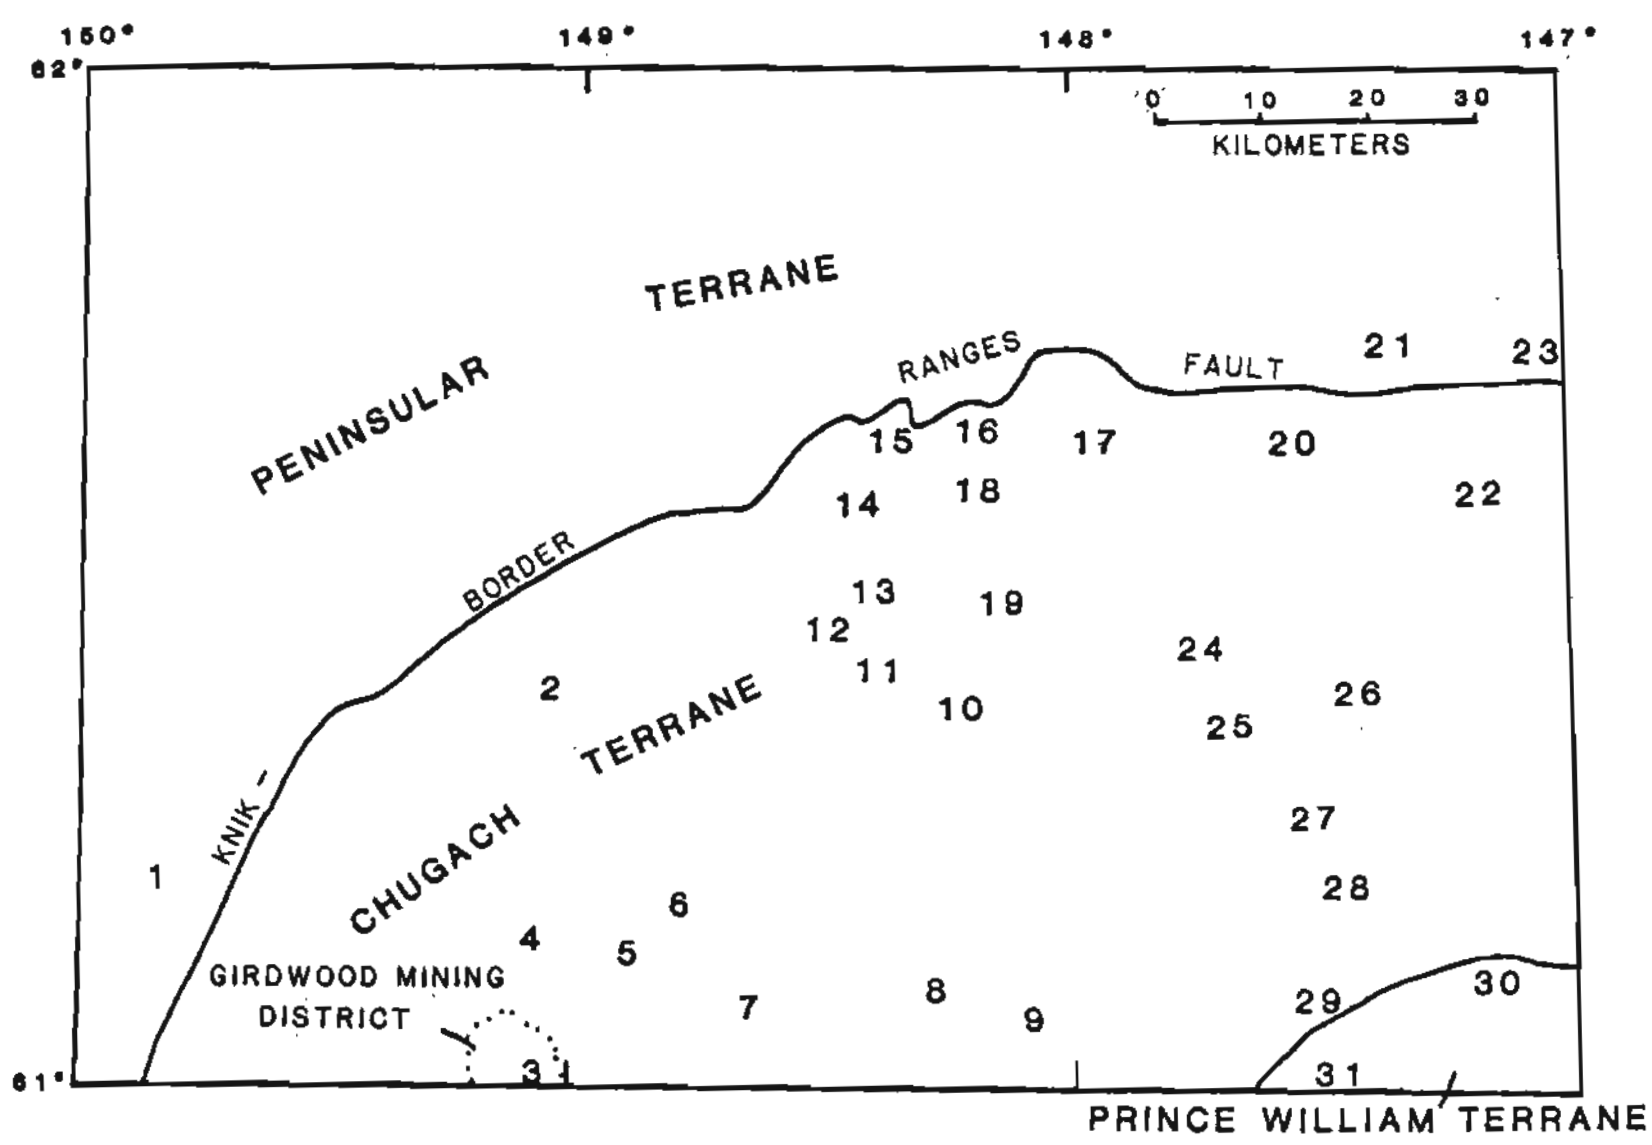 150° 149° 148° 147°
62°
0 10 20 30
KILOMETERS
PENINSULAR TERRANE
KNIK - BORDER RANGES FAULT
21 23
15 16 17 20
14 18 22
13 19
12
11 24
2 10 26
25
CHUGACH TERRANE
27
1 28
6
4 5
GIRDWOOD MINING
DISTRICT
7 8 9 29 30
3 31
61°
PRINCE WILLIAM TERRANE